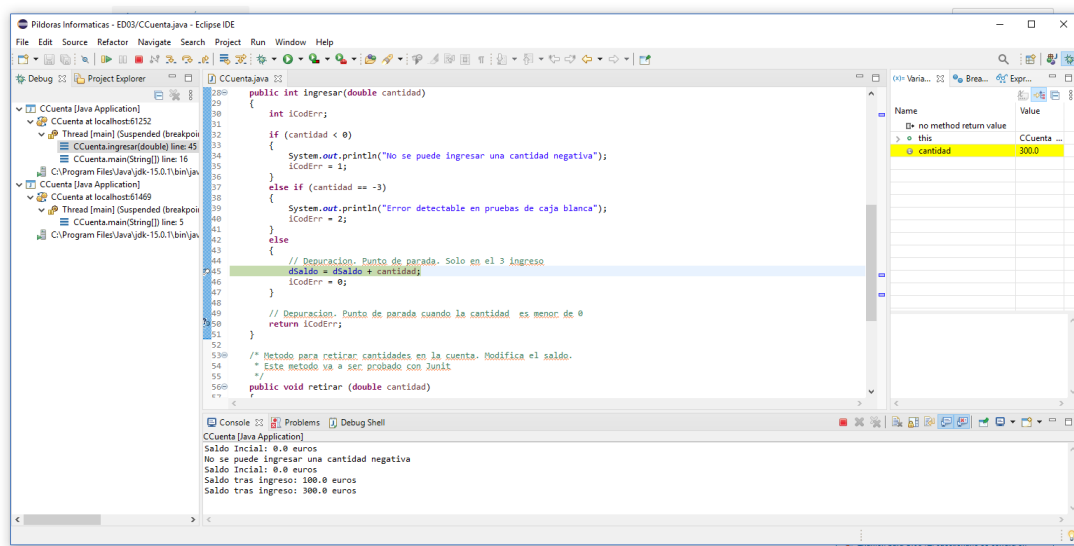 Pildoras Informaticas - ED03/CCuenta.java - Eclipse IDE
File Edit Source Refactor Navigate Search Project Run Window Help
Debug Project Explorer
CCuenta [Java Application]
CCuenta at localhost:61252
Thread [main] (Suspended (breakpoi
CCuenta.ingresar(double) line: 45
CCuenta.main(String[]) line: 16
C:\Program Files\Java\jdk-15.0.1\bin\jav
CCuenta [Java Application]
CCuenta at localhost:61469
Thread [main] (Suspended (breakpoi
CCuenta.main(String[]) line: 5
C:\Program Files\Java\jdk-15.0.1\bin\jav
CCuenta.java
28 public int ingresar(double cantidad)
29 {
30 int iCodErr;
31
32 if (cantidad < 0)
33 {
34 System.out.println("No se puede ingresar una cantidad negativa");
35 iCodErr = 1;
36 }
37 else if (cantidad == -3)
38 {
39 System.out.println("Error detectable en pruebas de caja blanca");
40 iCodErr = 2;
41 }
42 else
43 {
44 // Depuracion. Punto de parada. Solo en el 3 ingreso
45 dSaldo = dSaldo + cantidad;
46 iCodErr = 0;
47 }
48
49 // Depuracion. Punto de parada cuando la cantidad es menor de 0
50 return iCodErr;
51 }
52
53 /* Metodo para retirar cantidades en la cuenta. Modifica el saldo.
54 * Este metodo va a ser probado con Junit
55 */
56 public void retirar (double cantidad)
57 {
(x)= Varia... Brea... Expr...
Name Value
no method return value
this CCuenta ...
cantidad 300.0
Console Problems Debug Shell
CCuenta [Java Application]
Saldo Incial: 0.0 euros
No se puede ingresar una cantidad negativa
Saldo Incial: 0.0 euros
Saldo tras ingreso: 100.0 euros
Saldo tras ingreso: 300.0 euros